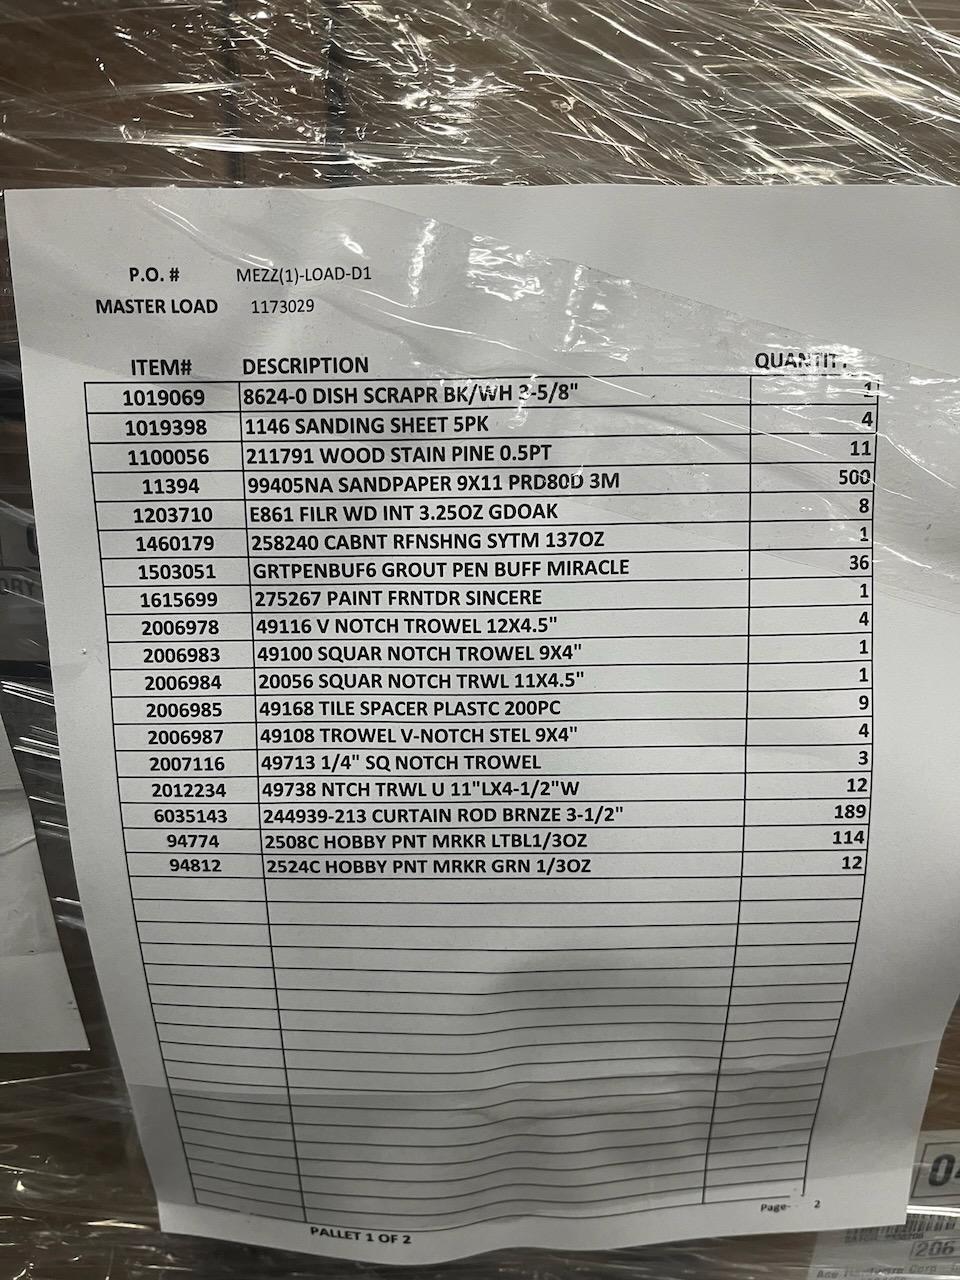 P.O. # MEZZ(1)-LOAD-D1
MASTER LOAD 1173029
ITEM# DESCRIPTION QUANTIT
1019069 8624-0 DISH SCRAPR BK/WH 3-5/8" 1
1019398 1146 SANDING SHEET 5PK 4
1100056 211791 WOOD STAIN PINE 0.5PT 11
11394 99405NA SANDPAPER 9X11 PRD80D 3M 500
1203710 E861 FILR WD INT 3.25OZ GDOAK 8
1460179 258240 CABNT RFNSHNG SYTM 137OZ 1
1503051 GRTPENBUF6 GROUT PEN BUFF MIRACLE 36
1615699 275267 PAINT FRNTDR SINCERE 1
2006978 49116 V NOTCH TROWEL 12X4.5" 4
2006983 49100 SQUAR NOTCH TROWEL 9X4" 1
2006984 20056 SQUAR NOTCH TRWL 11X4.5" 1
2006985 49168 TILE SPACER PLASTC 200PC 9
2006987 49108 TROWEL V-NOTCH STEL 9X4" 4
2007116 49713 1/4" SQ NOTCH TROWEL 3
2012234 49738 NTCH TRWL U 11"LX4-1/2"W 12
6035143 244939-213 CURTAIN ROD BRNZE 3-1/2" 189
94774 2508C HOBBY PNT MRKR LTBL1/3OZ 114
94812 2524C HOBBY PNT MRKR GRN 1/3OZ 12
Page 2
PALLET 1 OF 2
206
Ace Hardware Corp